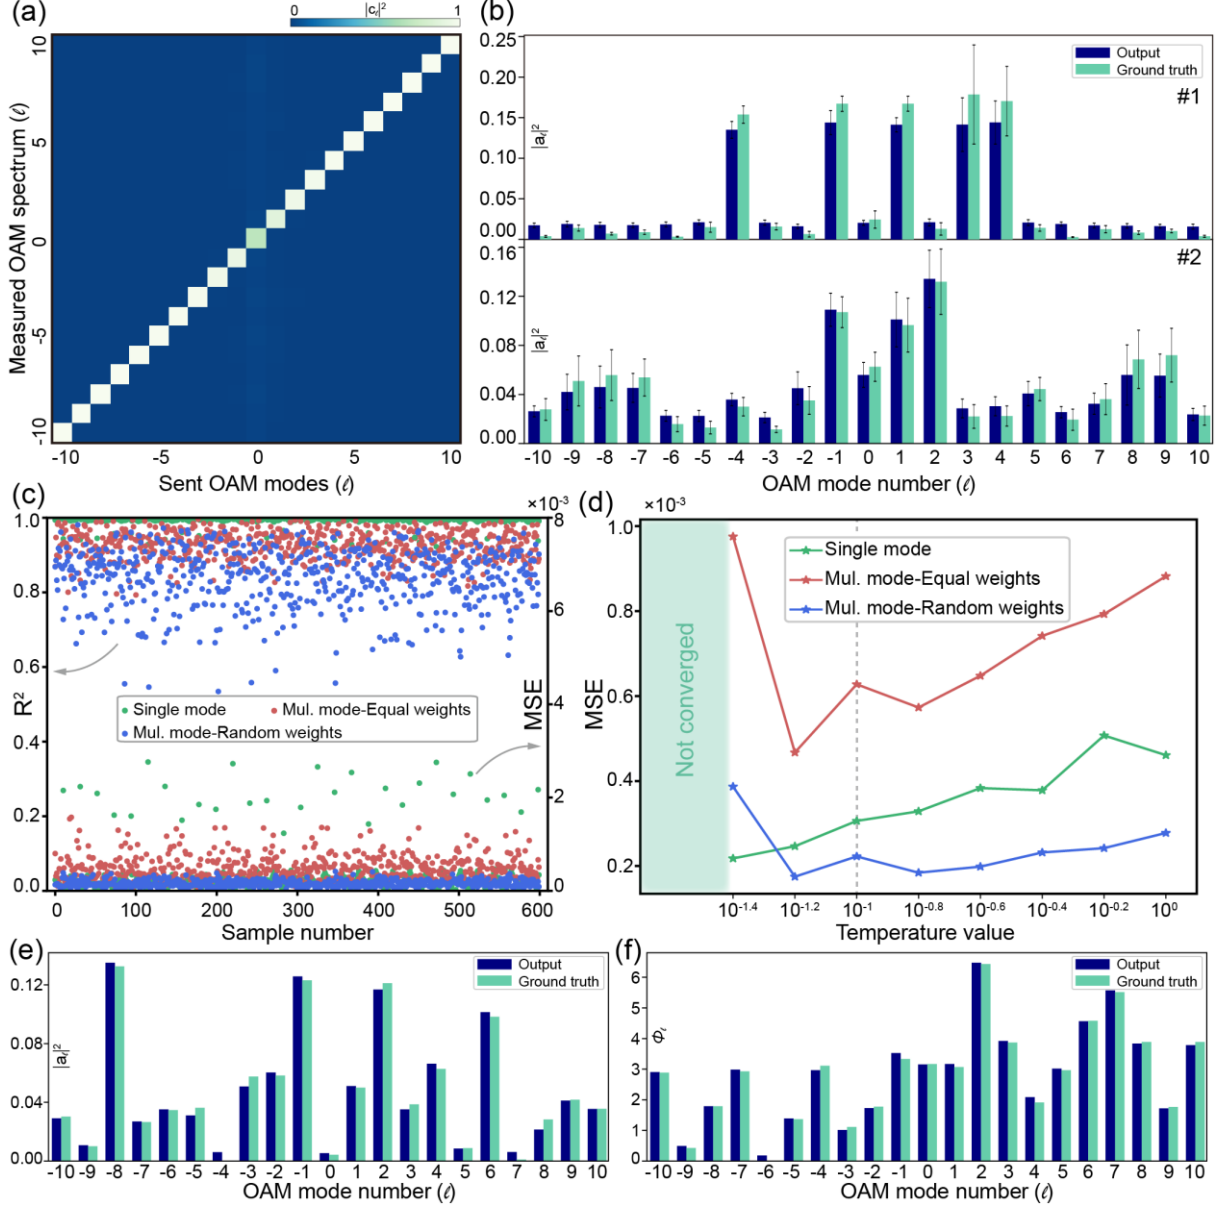 (a)
0 |cℓ|² 1
Measured OAM spectrum (ℓ)
10
5
0
-5
-10
-10 -5 0 5 10
Sent OAM modes (ℓ)
(b)
0.25
0.20
0.15
0.10
0.05
0.00
|aℓ|²
Output
Ground truth
#1
0.16
0.12
0.08
0.04
0.00
|aℓ|²
#2
-10 -9 -8 -7 -6 -5 -4 -3 -2 -1 0 1 2 3 4 5 6 7 8 9 10
OAM mode number (ℓ)
(c)
×10⁻³
R²
1.0
0.8
0.6
0.4
0.2
0.0
8
6
4
2
0
MSE
Single mode
Mul. mode-Equal weights
Mul. mode-Random weights
0 100 200 300 400 500 600
Sample number
(d)
×10⁻³
MSE
1.0
0.8
0.6
0.4
0.2
Not converged
Single mode
Mul. mode-Equal weights
Mul. mode-Random weights
10⁻¹·⁴ 10⁻¹·² 10⁻¹ 10⁻⁰·⁸ 10⁻⁰·⁶ 10⁻⁰·⁴ 10⁻⁰·² 10⁰
Temperature value
(e)
0.12
0.08
0.04
0.00
|aℓ|²
Output
Ground truth
-10 -9 -8 -7 -6 -5 -4 -3 -2 -1 0 1 2 3 4 5 6 7 8 9 10
OAM mode number (ℓ)
(f)
6
5
4
3
2
1
0
Φℓ
Output
Ground truth
-10 -9 -8 -7 -6 -5 -4 -3 -2 -1 0 1 2 3 4 5 6 7 8 9 10
OAM mode number (ℓ)